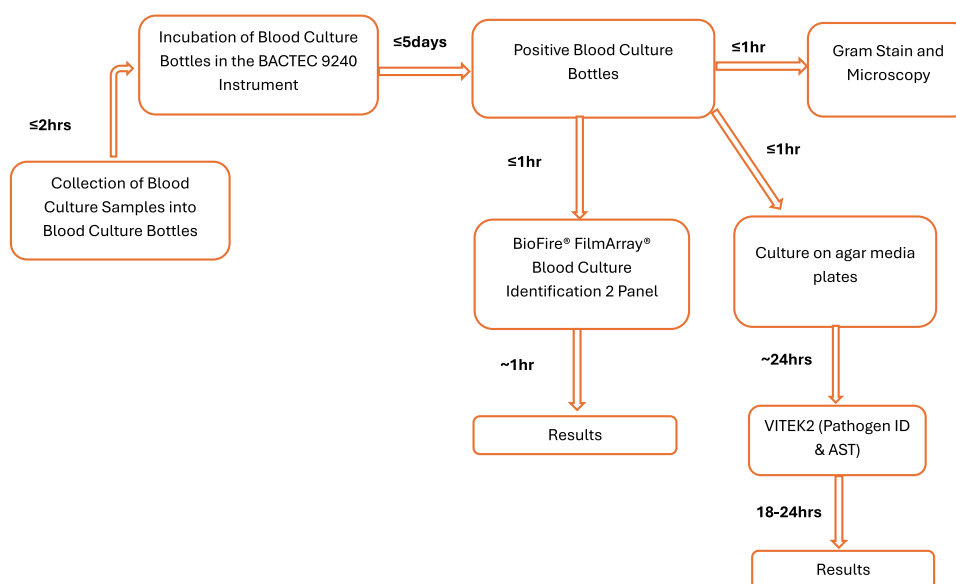 Incubation of Blood Culture
Bottles in the BACTEC 9240
Instrument
≤5days
Positive Blood Culture
Bottles
≤1hr
Gram Stain and
Microscopy
≤2hrs
Collection of Blood
Culture Samples into
Blood Culture Bottles
≤1hr
≤1hr
BioFire® FilmArray®
Blood Culture
Identification 2 Panel
Culture on agar media
plates
~1hr
~24hrs
Results
VITEK2 (Pathogen ID
& AST)
18-24hrs
Results